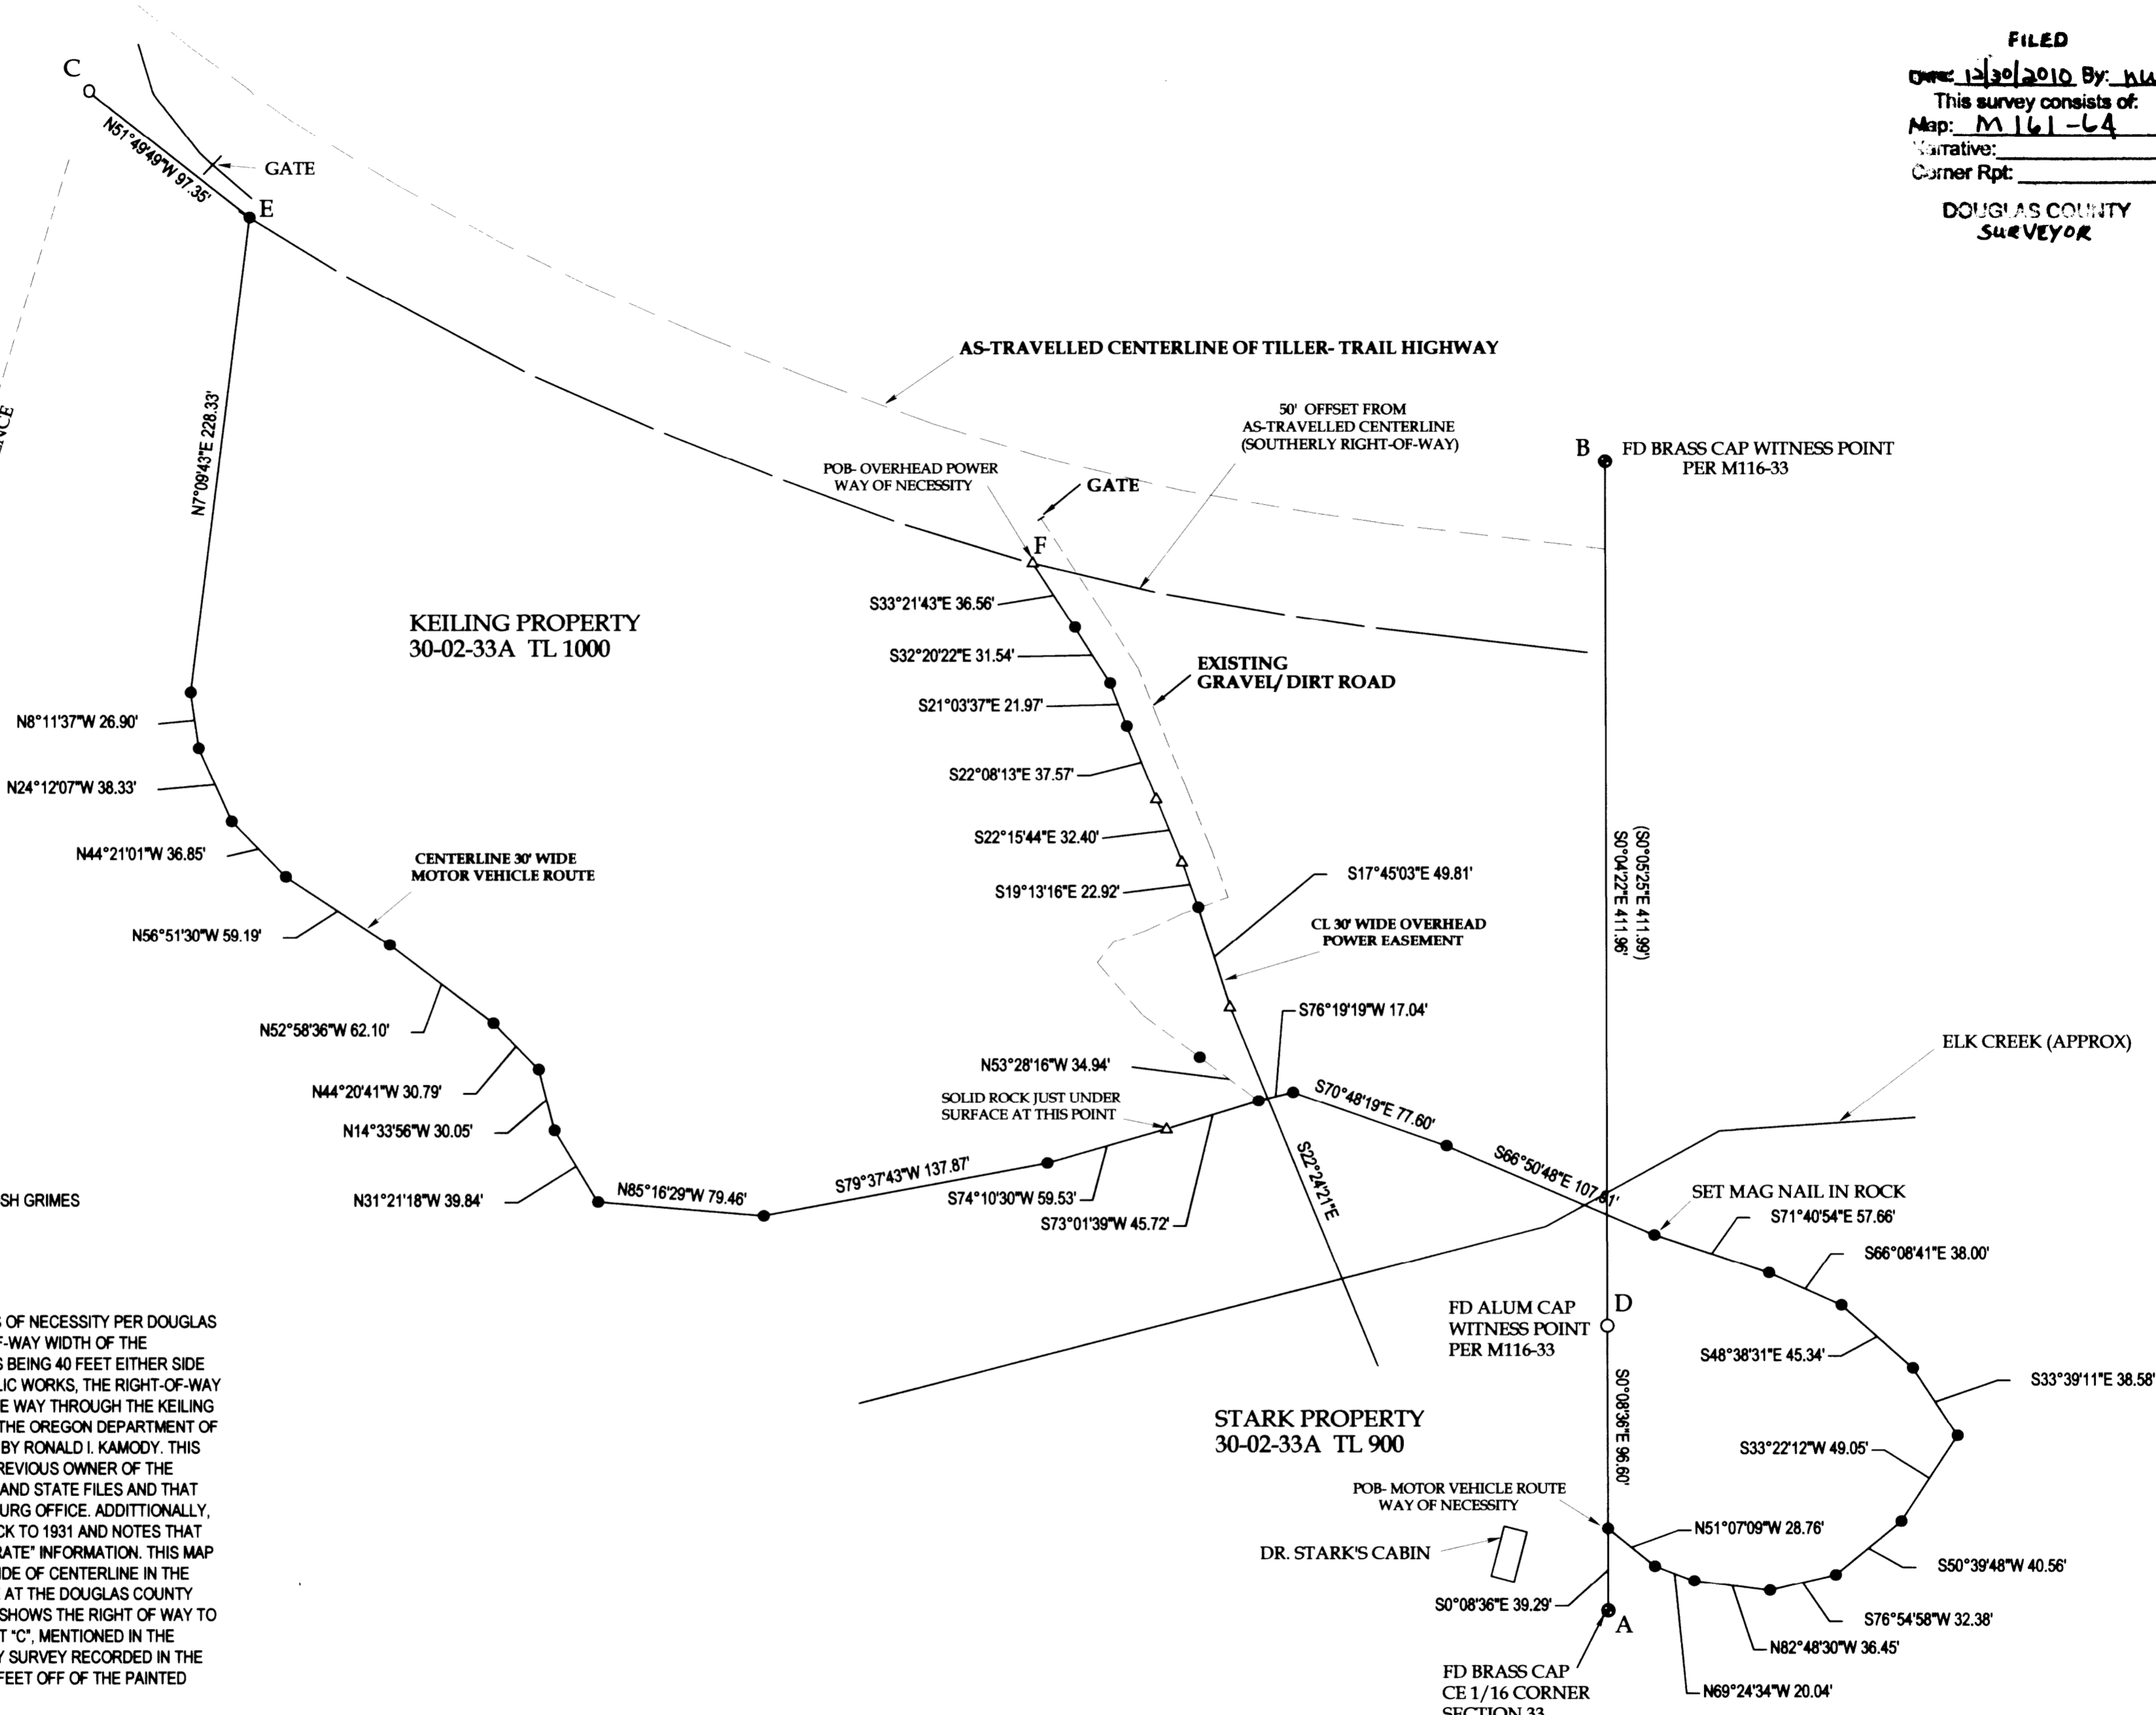 FILED
Date: 12/30/2010 By:
This survey consists of:
Map: M 161-64
Narrative:
Corner Rpt:
DOUGLAS COUNTY
SURVEYOR
C
N51°49'49"W 97.35'
GATE
E
AS-TRAVELLED CENTERLINE OF TILLER- TRAIL HIGHWAY
50' OFFSET FROM
AS-TRAVELLED CENTERLINE
(SOUTHERLY RIGHT-OF-WAY)
B
FD BRASS CAP WITNESS POINT
PER M116-33
POB- OVERHEAD POWER
WAY OF NECESSITY
GATE
F
N7°09'43"E 228.33'
KEILING PROPERTY
30-02-33A TL 1000
S33°21'43"E 36.56'
S32°20'22"E 31.54'
S21°03'37"E 21.97'
EXISTING
GRAVEL/ DIRT ROAD
S22°08'13"E 37.57'
S22°15'44"E 32.40'
S19°13'16"E 22.92'
S17°45'03"E 49.81'
CL 30' WIDE OVERHEAD
POWER EASEMENT
(S0°05'25"E 411.99')
S0°04'22"E 411.96'
N8°11'37"W 26.90'
N24°12'07"W 38.33'
N44°21'01"W 36.85'
CENTERLINE 30' WIDE
MOTOR VEHICLE ROUTE
N56°51'30"W 59.19'
N52°58'36"W 62.10'
N44°20'41"W 30.79'
N14°33'56"W 30.05'
N31°21'18"W 39.84'
N85°16'29"W 79.46'
S79°37'43"W 137.87'
S74°10'30"W 59.53'
S73°01'39"W 45.72'
N53°28'16"W 34.94'
SOLID ROCK JUST UNDER
SURFACE AT THIS POINT
S76°19'19"W 17.04'
S22°24'21"E
S70°48'19"E 77.60'
S66°50'48"E
ELK CREEK (APPROX)
SET MAG NAIL IN ROCK
S71°40'54"E 57.66'
S66°08'41"E 38.00'
S48°38'31"E 45.34'
S33°39'11"E 38.58'
S33°22'12"W 49.05'
S50°39'48"W 40.56'
S76°54'58"W 32.38'
N82°48'30"W 36.45'
N69°24'34"W 20.04'
N51°07'09"W 28.76'
D
FD ALUM CAP
WITNESS POINT
PER M116-33
S0°08'36"E 96.60'
STARK PROPERTY
30-02-33A TL 900
POB- MOTOR VEHICLE ROUTE
WAY OF NECESSITY
DR. STARK'S CABIN
S0°08'36"E 39.29'
A
FD BRASS CAP
CE 1/16 CORNER
SECTION 33
GRIMES
OF NECESSITY PER DOUGLAS
F-WAY WIDTH OF THE
BEING 40 FEET EITHER SIDE
LIC WORKS, THE RIGHT-OF-WAY
E WAY THROUGH THE KEILING
THE OREGON DEPARTMENT OF
BY RONALD I. KAMODY. THIS
REVIOUS OWNER OF THE
AND STATE FILES AND THAT
URG OFFICE. ADDITTIONALLY,
CK TO 1931 AND NOTES THAT
RATE" INFORMATION. THIS MAP
IDE OF CENTERLINE IN THE
AT THE DOUGLAS COUNTY
SHOWS THE RIGHT OF WAY TO
T "C", MENTIONED IN THE
Y SURVEY RECORDED IN THE
FEET OFF OF THE PAINTED